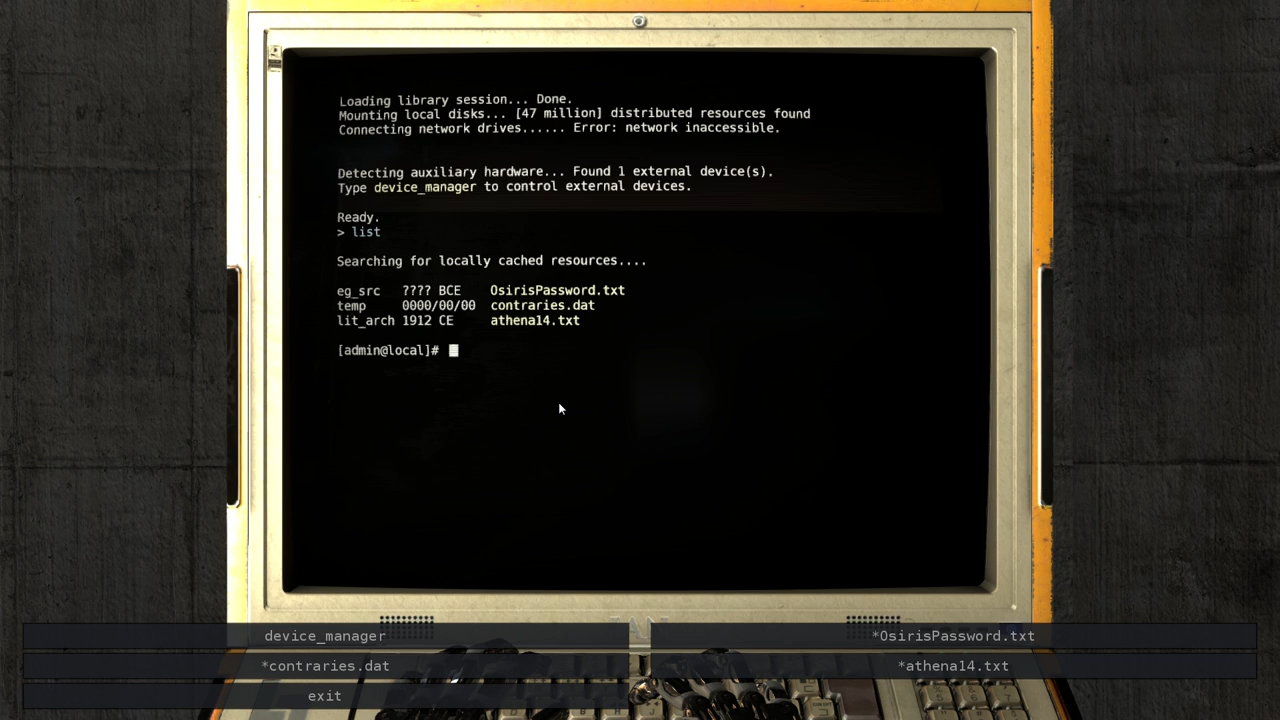 Loading library session... Done.
Mounting local disks... [47 million] distributed resources found
Connecting network drives...... Error: network inaccessible.
Detecting auxiliary hardware... Found 1 external device(s).
Type device_manager to control external devices.
Ready.
> list
Searching for locally cached resources....
eg_src ???? BCE OsirisPassword.txt
temp 0000/00/00 contraries.dat
lit_arch 1912 CE athena14.txt
[admin@local]#
device_manager
*OsirisPassword.txt
*contraries.dat
*athena14.txt
exit